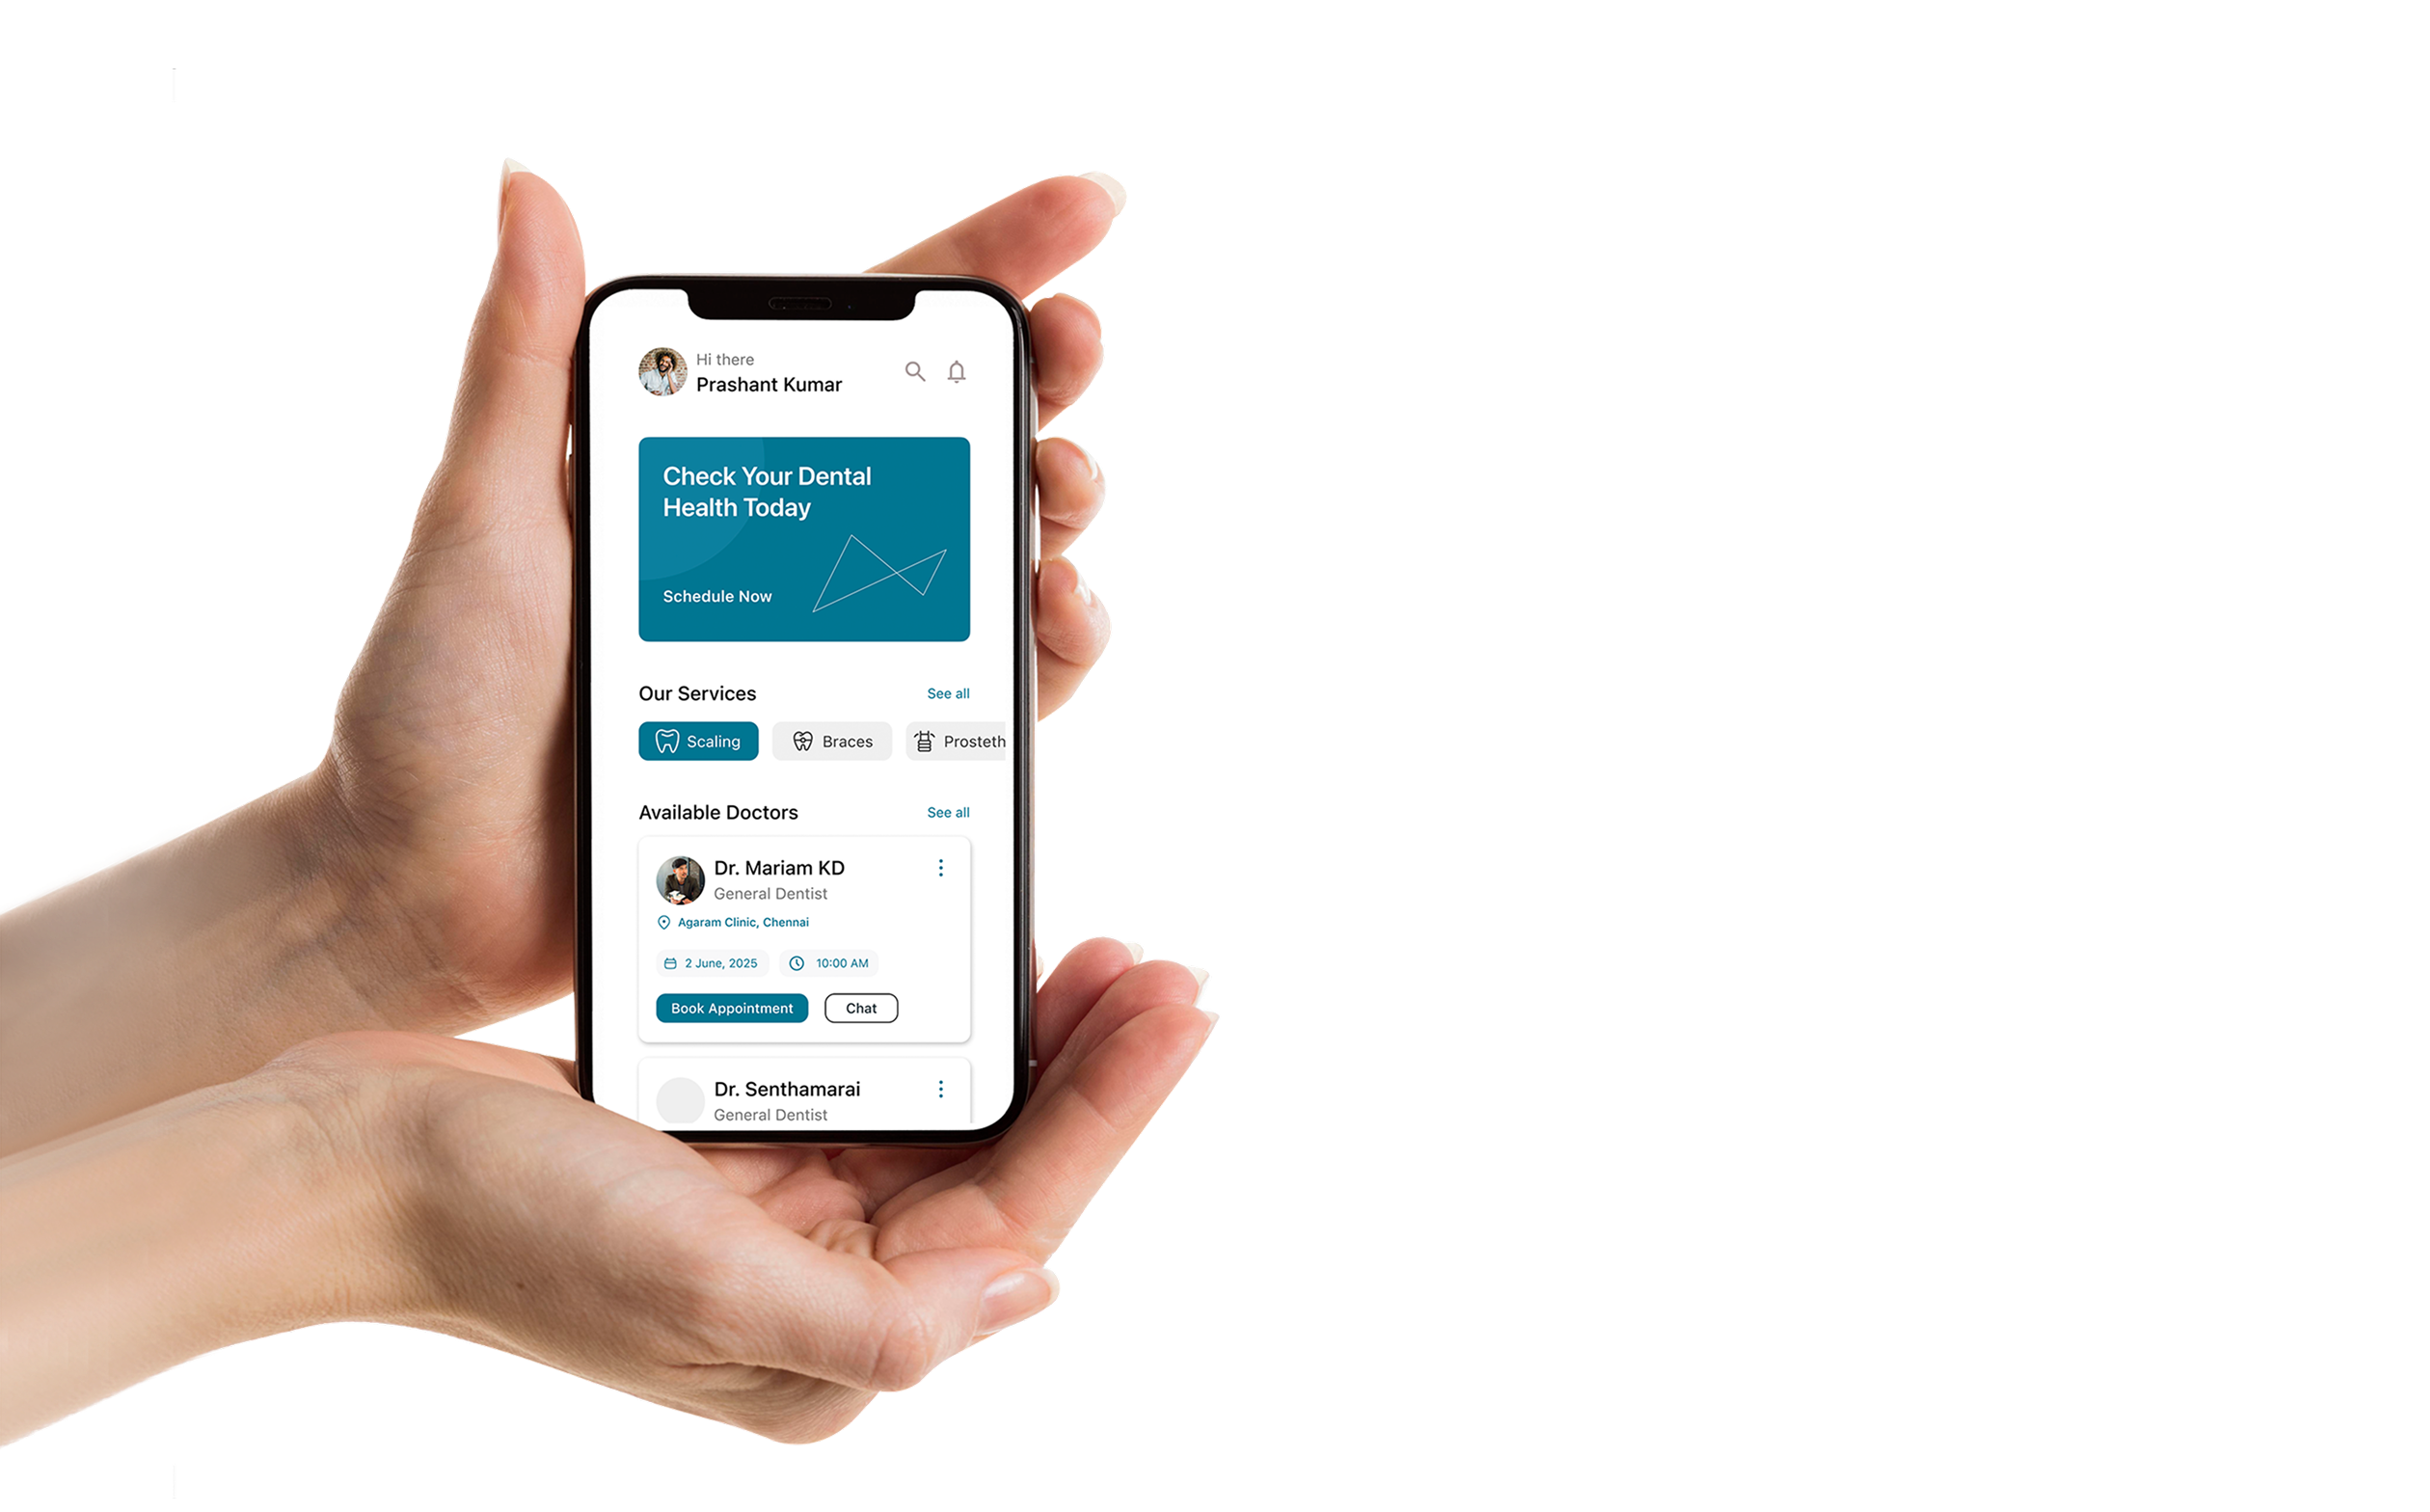 Hi there
Prashant Kumar
Check Your Dental
Health Today
Schedule Now
Our Services
See all
Scaling
Braces
Prosteth
Available Doctors
See all
Dr. Mariam KD
General Dentist
Agaram Clinic, Chennai
2 June, 2025
10:00 AM
Book Appointment
Chat
Dr. Senthamarai
General Dentist